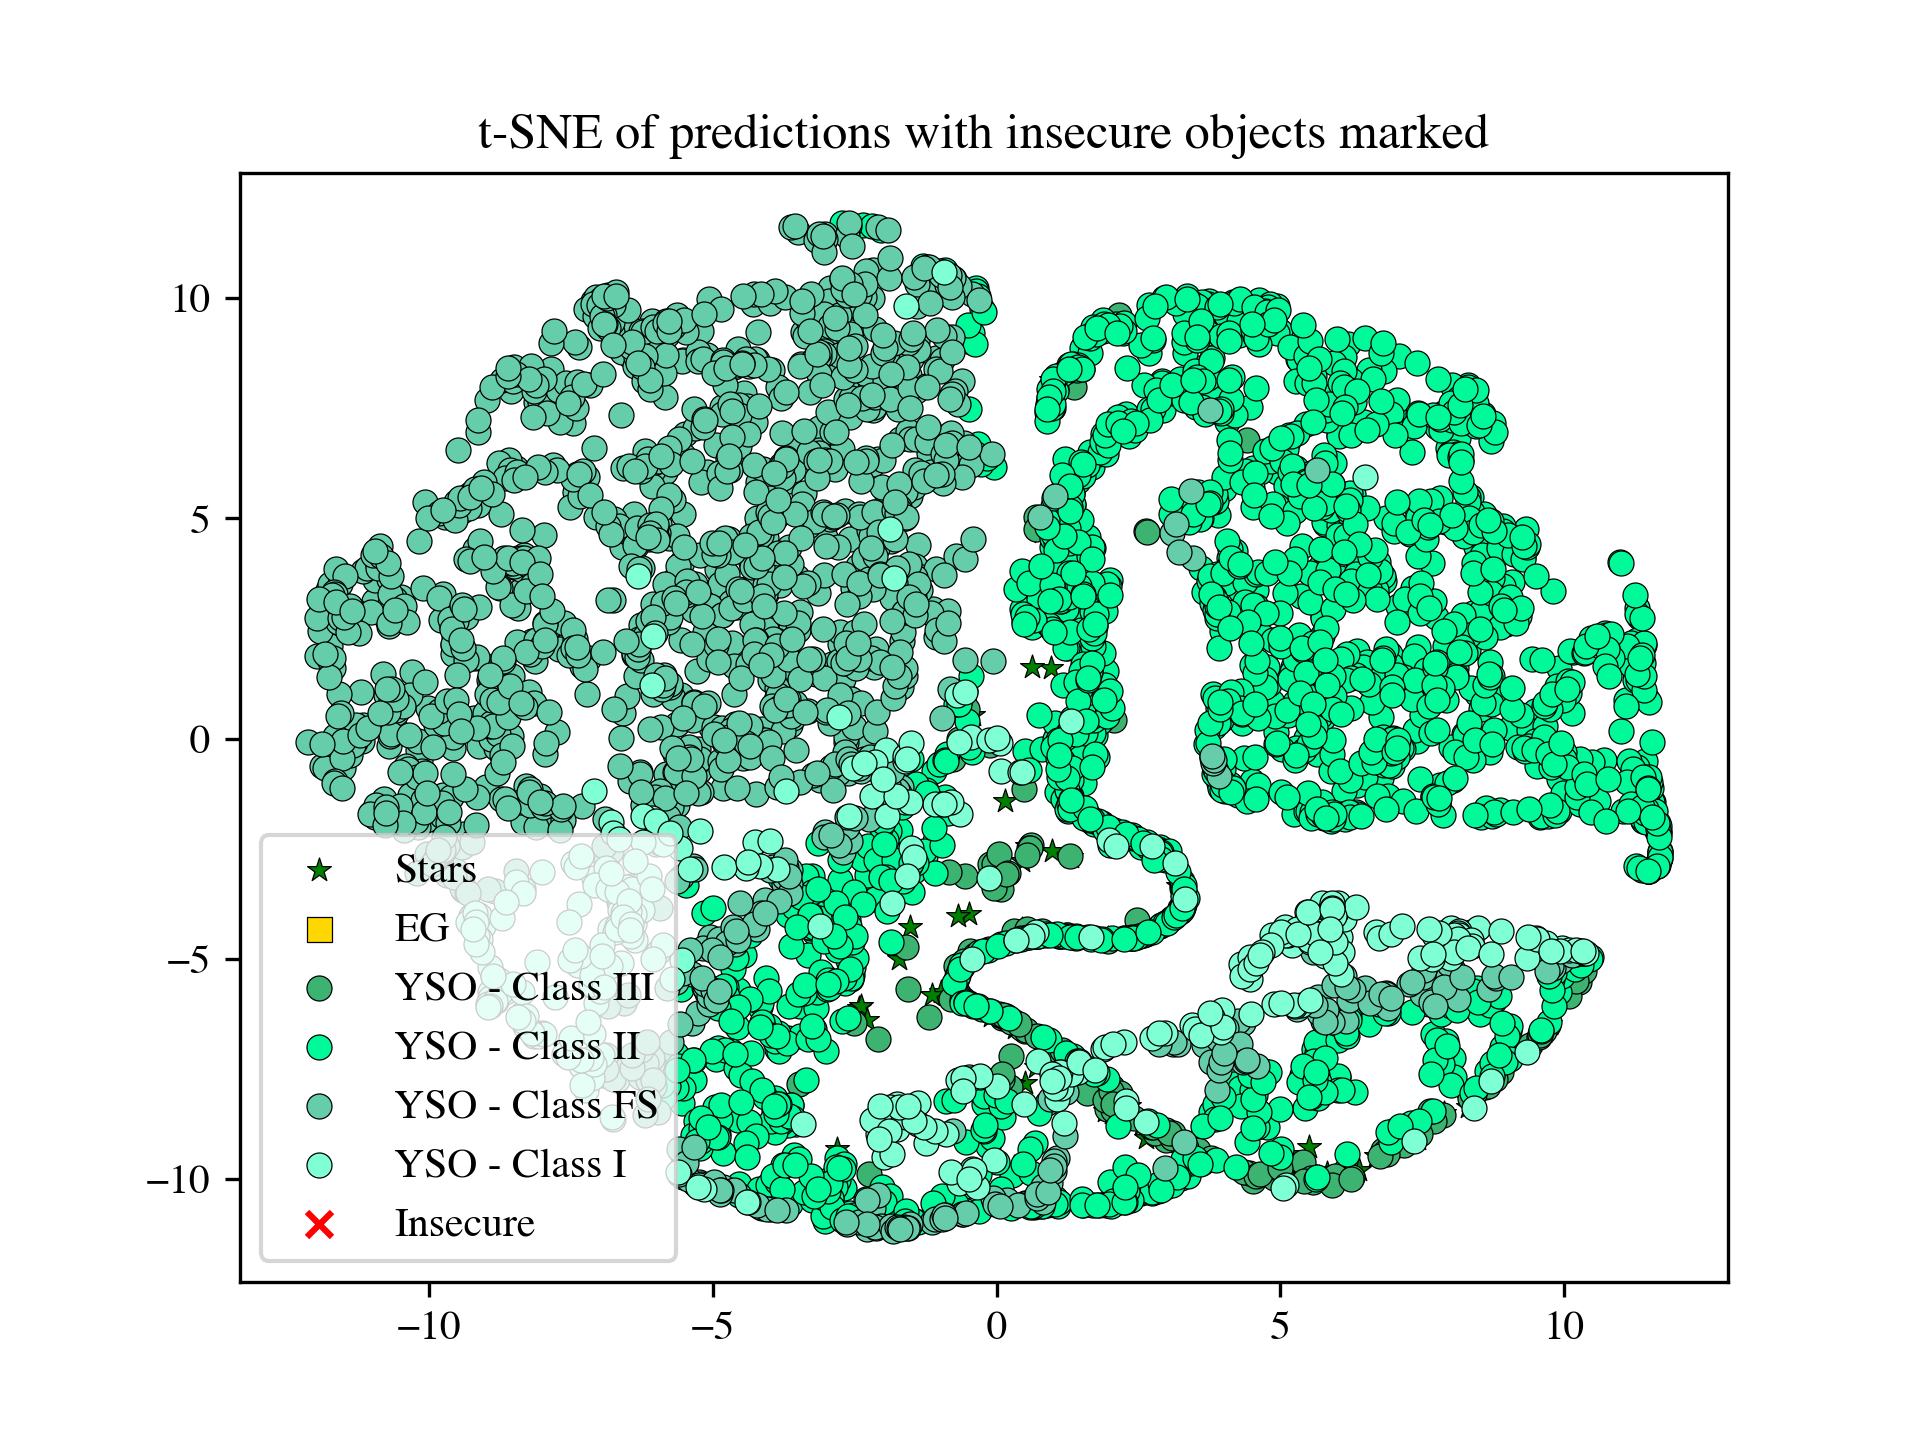 t-SNE of predictions with insecure objects marked
10
5
0
−5
−10
Stars
EG
YSO - Class III
YSO - Class II
YSO - Class FS
YSO - Class I
Insecure
−10
−5
0
5
10